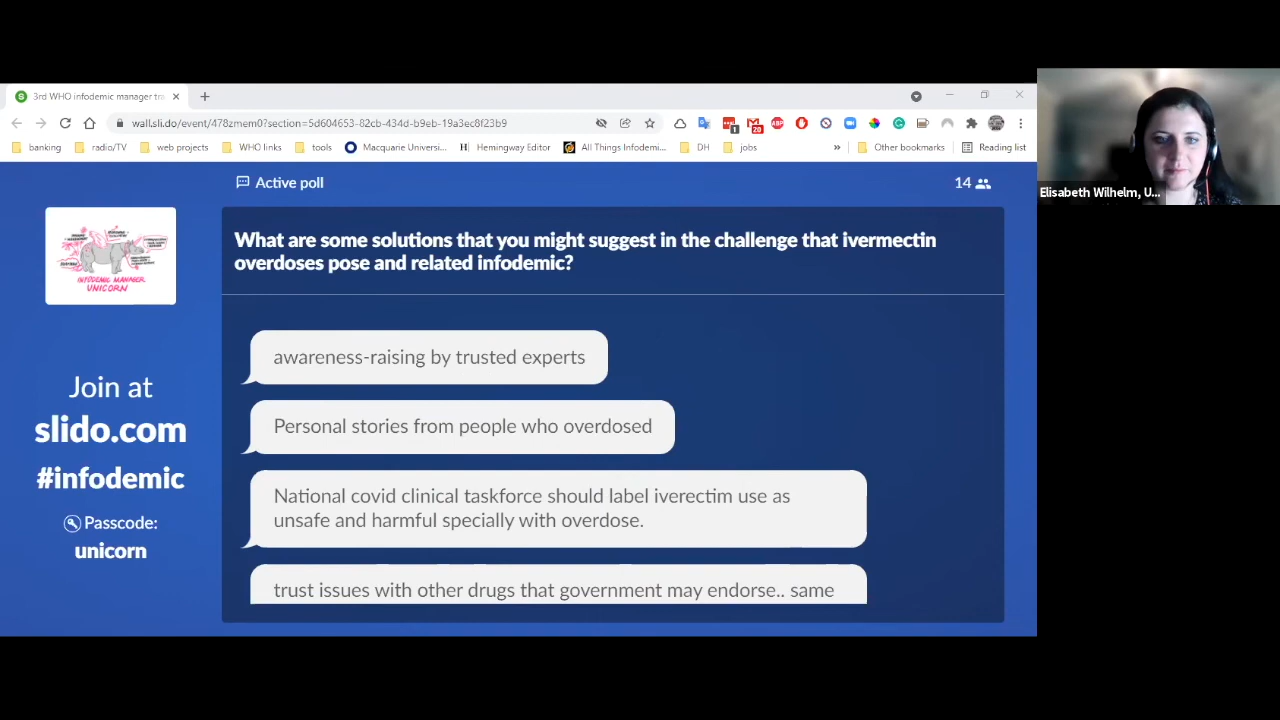 3rd WHO infodemic manager tra
wall.sli.do/event/478zmem0?section=5d604653-82cb-434d-b9eb-19a3ec8f23b9
20
ABP
banking
radio/TV
web projects
WHO links
tools
Macquarie Universi...
Hemingway Editor
All Things Infodemi...
DH
jobs
»
Other bookmarks
Reading list
Elisabeth Wilhelm, U...
Active poll
14
What are some solutions that you might suggest in the challenge that ivermectin
overdoses pose and related infodemic?
INFODEMIC MANAGER
UNICORN
awareness-raising by trusted experts
Join at
slido.com
#infodemic
Passcode:
unicorn
Personal stories from people who overdosed
National covid clinical taskforce should label iverectim use as
unsafe and harmful specially with overdose.
trust issues with other drugs that government may endorse.. same